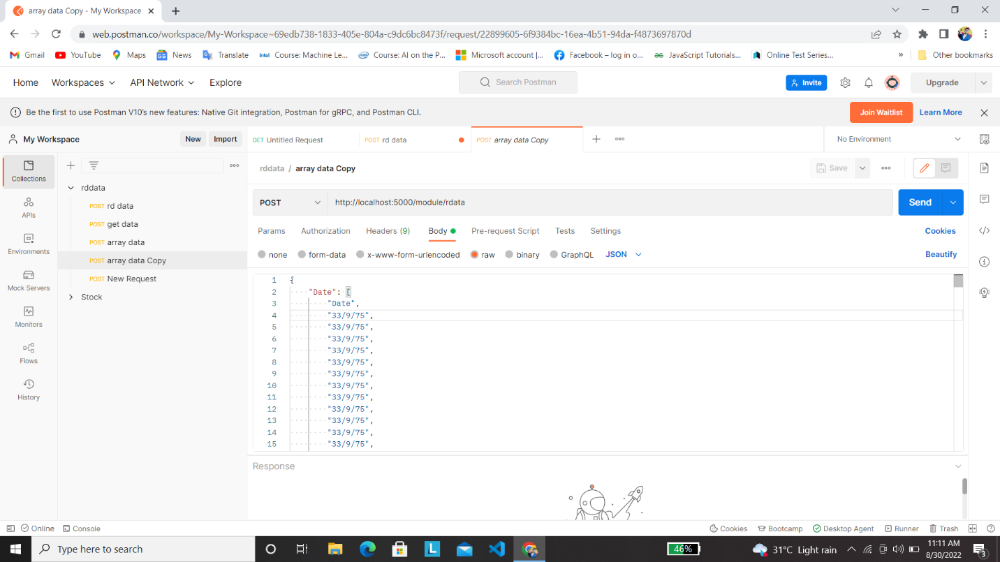 array data Copy - My Workspace
web.postman.co/workspace/My-Workspace~69edb738-1833-405e-804a-c9dc6bc8473f/request/22899605-6f9384bc-16ea-4b51-94da-f4873697870d
Gmail YouTube Maps News Translate intel Course: Machine Le... intel Course: AI on the P... Microsoft account |... Facebook – log in o... JavaScript Tutorials... Online Test Series... » Other bookmarks
Home Workspaces API Network Explore Search Postman Invite Upgrade
Be the first to use Postman V10's new features: Native Git integration, Postman for gRPC, and Postman CLI. Join Waitlist Learn More
My Workspace New Import GET Untitled Request POST rd data POST array data Copy No Environment
Collections
APIs
Environments
Mock Servers
Monitors
Flows
History
rddata
POST rd data
POST get data
POST array data
POST array data Copy
POST New Request
Stock
rddata / array data Copy Save
POST http://localhost:5000/module/rdata Send
Params Authorization Headers (9) Body Pre-request Script Tests Settings Cookies
none form-data x-www-form-urlencoded raw binary GraphQL JSON Beautify
1 {
2 "Date": [
3 "Date",
4 "33/9/75",
5 "33/9/75",
6 "33/9/75",
7 "33/9/75",
8 "33/9/75",
9 "33/9/75",
10 "33/9/75",
11 "33/9/75",
12 "33/9/75",
13 "33/9/75",
14 "33/9/75",
15 "33/9/75",
Response
Online Console Cookies Bootcamp Desktop Agent Runner Trash
Type here to search L 46% 31°C Light rain 11:11 AM
8/30/2022 3